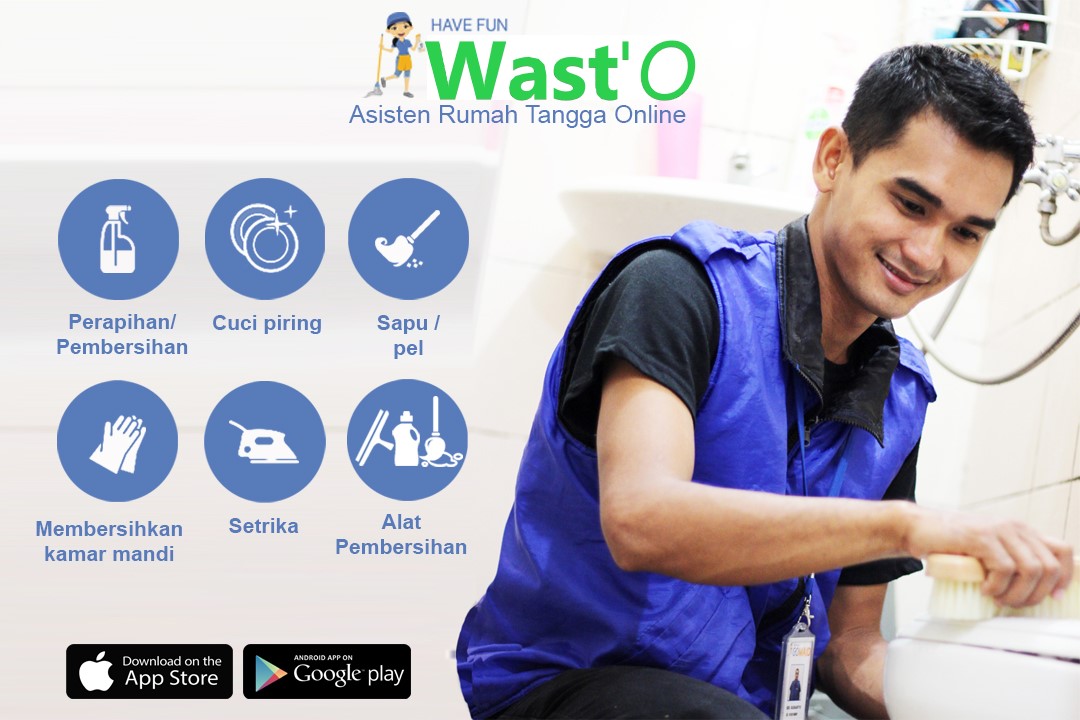 HAVE FUN
Wast'O
Asisten Rumah Tangga Online
Perapihan/
Pembersihan
Cuci piring
Sapu /
pel
Membersihkan
kamar mandi
Setrika
Alat
Pembersihan
Download on the
App Store
ANDROID APP ON
Google play